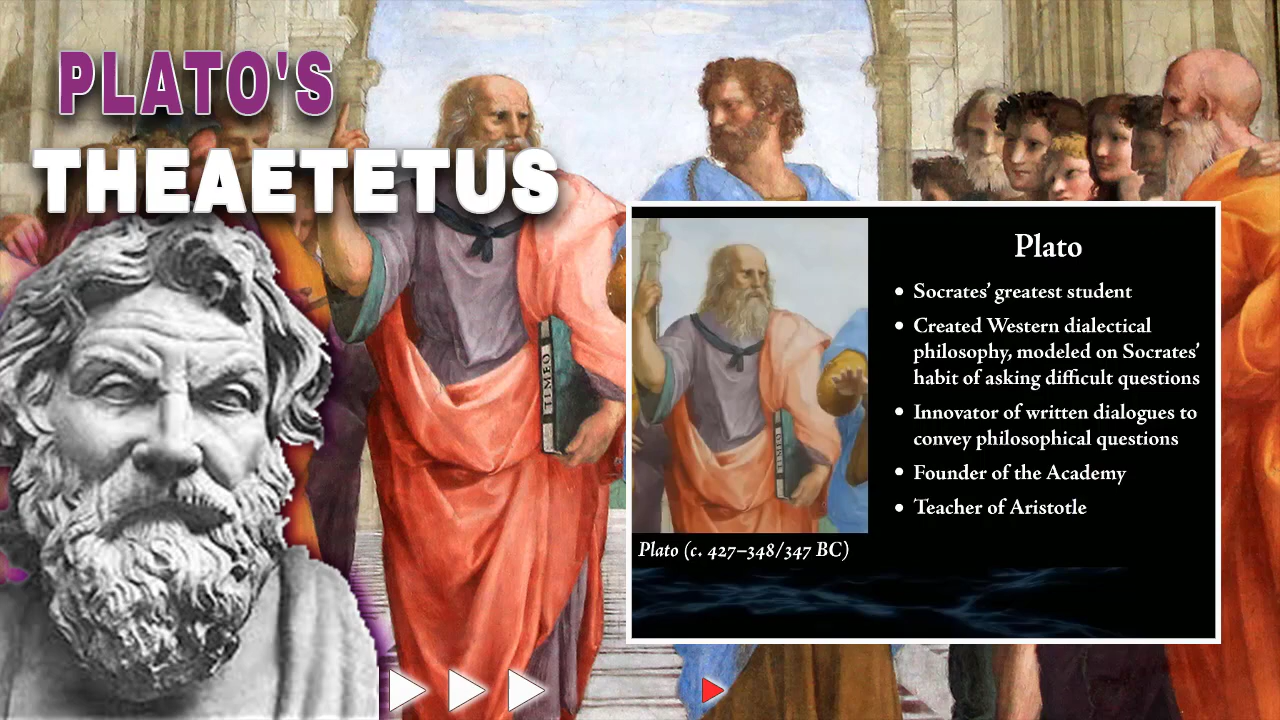 PLATO'S
THEAETETUS
TIMEO
Plato
• Socrates' greatest student
• Created Western dialectical
philosophy, modeled on Socrates'
habit of asking difficult questions
• Innovator of written dialogues to
convey philosophical questions
• Founder of the Academy
• Teacher of Aristotle
TIMEO
Plato (c. 427–348/347 BC)